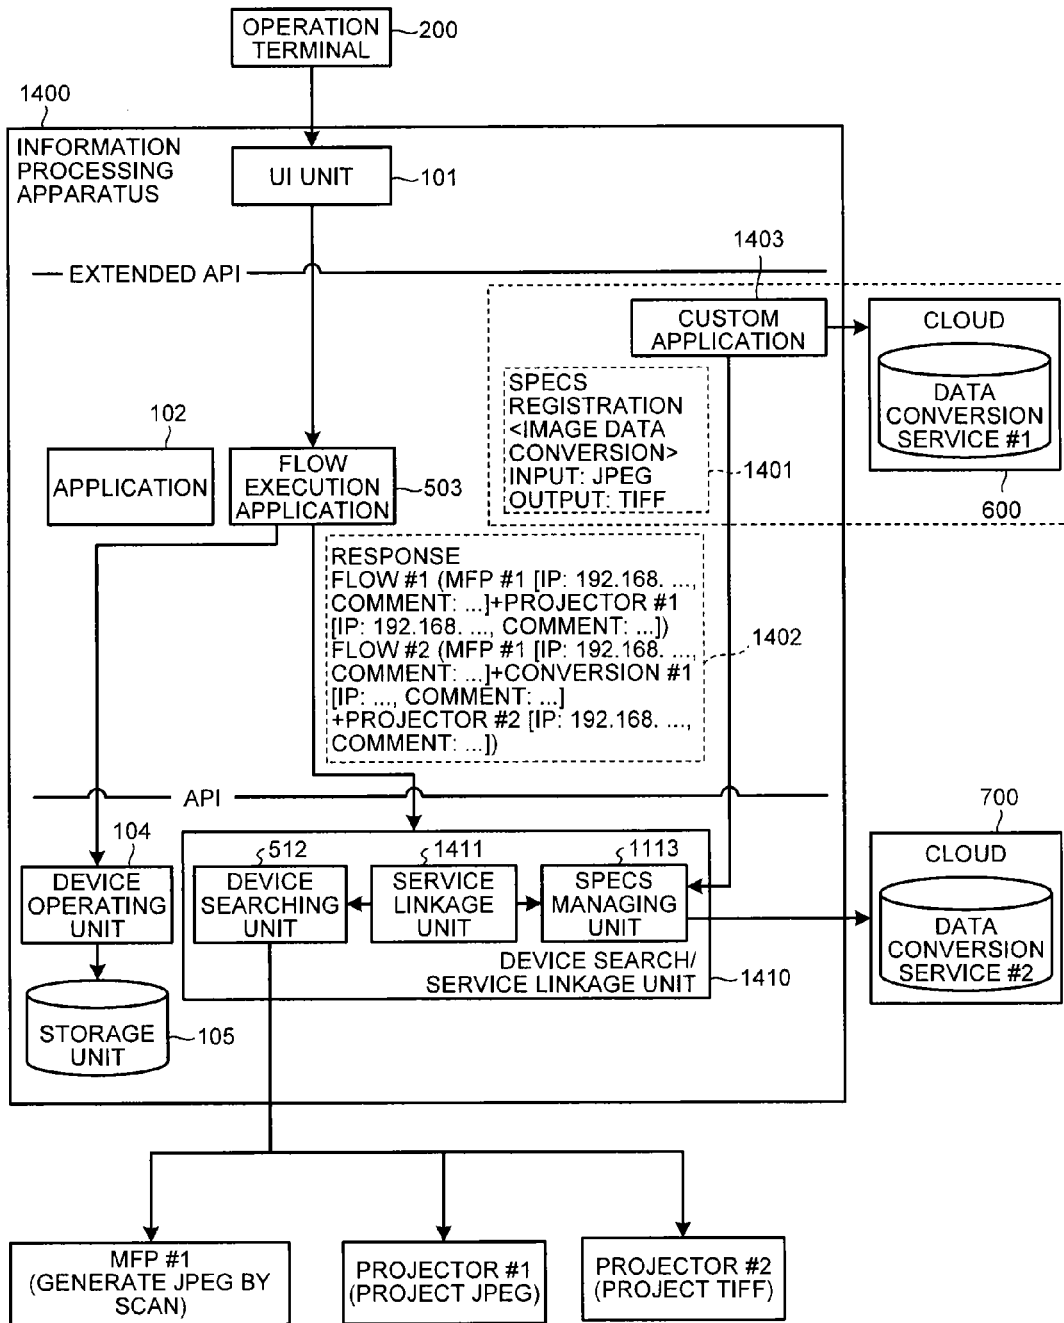 OPERATION
TERMINAL
200
1400
INFORMATION
PROCESSING
APPARATUS
UI UNIT
101
EXTENDED API
1403
CUSTOM
APPLICATION
CLOUD
DATA
CONVERSION
SERVICE #1
600
SPECS
REGISTRATION
<IMAGE DATA
CONVERSION>
INPUT: JPEG
OUTPUT: TIFF
1401
102
APPLICATION
FLOW
EXECUTION
APPLICATION
503
RESPONSE
FLOW #1 (MFP #1 [IP: 192.168. ...,
COMMENT: ...]+PROJECTOR #1
[IP: 192.168. ..., COMMENT: ...])
FLOW #2 (MFP #1 [IP: 192.168. ...,
COMMENT: ...]+CONVERSION #1
[IP: ..., COMMENT: ...]
+PROJECTOR #2 [IP: 192.168. ...,
COMMENT: ...])
1402
API
104
DEVICE
OPERATING
UNIT
STORAGE
UNIT
105
512
DEVICE
SEARCHING
UNIT
1411
SERVICE
LINKAGE
UNIT
1113
SPECS
MANAGING
UNIT
DEVICE SEARCH/
SERVICE LINKAGE UNIT
1410
700
CLOUD
DATA
CONVERSION
SERVICE #2
MFP #1
(GENERATE JPEG BY
SCAN)
PROJECTOR #1
(PROJECT JPEG)
PROJECTOR #2
(PROJECT TIFF)